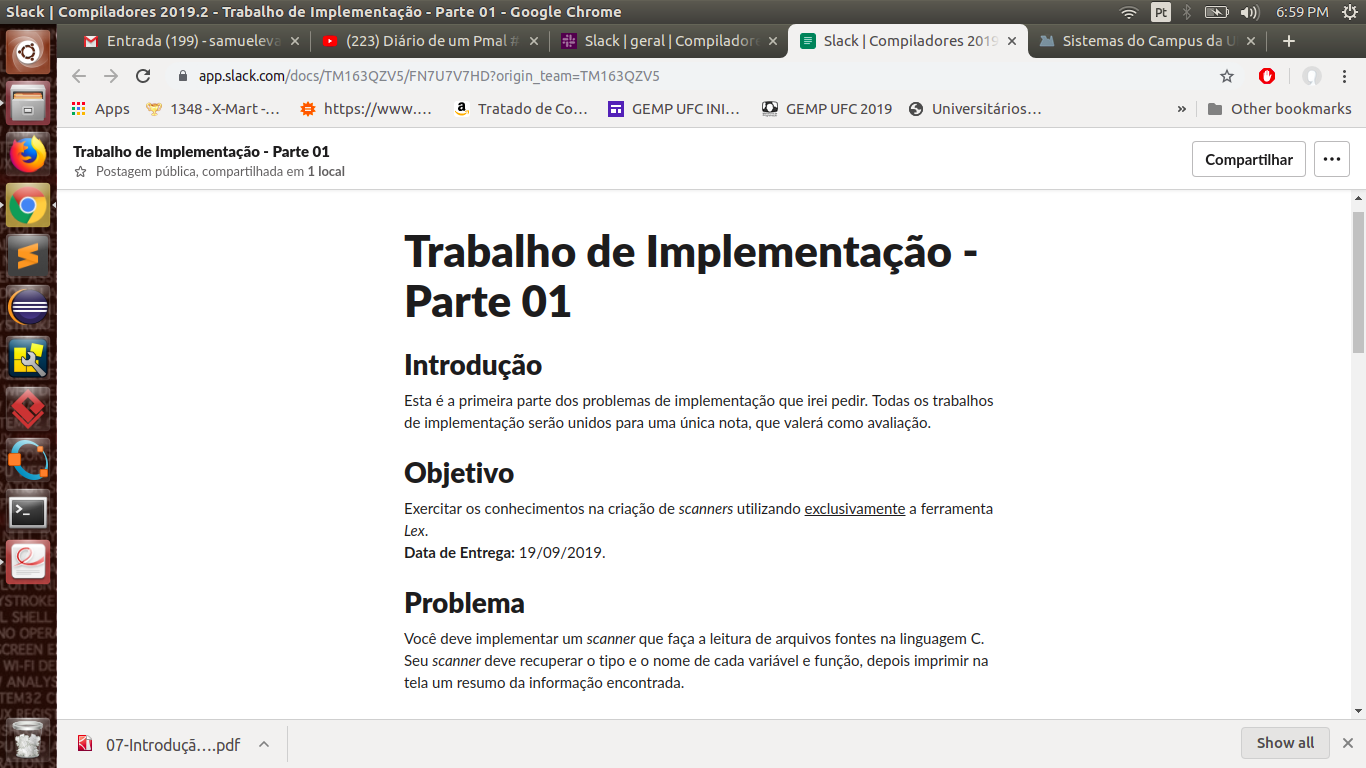 Slack | Compiladores 2019.2 - Trabalho de Implementação - Parte 01 - Google Chrome
Pt
6:59 PM
Entrada (199) - samueleva
(223) Diário de um Pmal #
Slack | geral | Compiladore
Slack | Compiladores 2019
Sistemas do Campus da U
app.slack.com/docs/TM163QZV5/FN7U7V7HD?origin_team=TM163QZV5
Apps
1348 - X-Mart -...
https://www....
Tratado de Co...
GEMP UFC INI...
GEMP UFC 2019
Universitários...
»
Other bookmarks
Trabalho de Implementação - Parte 01
Postagem pública, compartilhada em 1 local
Compartilhar
Trabalho de Implementação -
Parte 01
Introdução
Esta é a primeira parte dos problemas de implementação que irei pedir. Todas os trabalhos
de implementação serão unidos para uma única nota, que valerá como avaliação.
Objetivo
Exercitar os conhecimentos na criação de scanners utilizando exclusivamente a ferramenta
Lex.
Data de Entrega: 19/09/2019.
Problema
Você deve implementar um scanner que faça a leitura de arquivos fontes na linguagem C.
Seu scanner deve recuperar o tipo e o nome de cada variável e função, depois imprimir na
tela um resumo da informação encontrada.
07-Introduçã....pdf
Show all